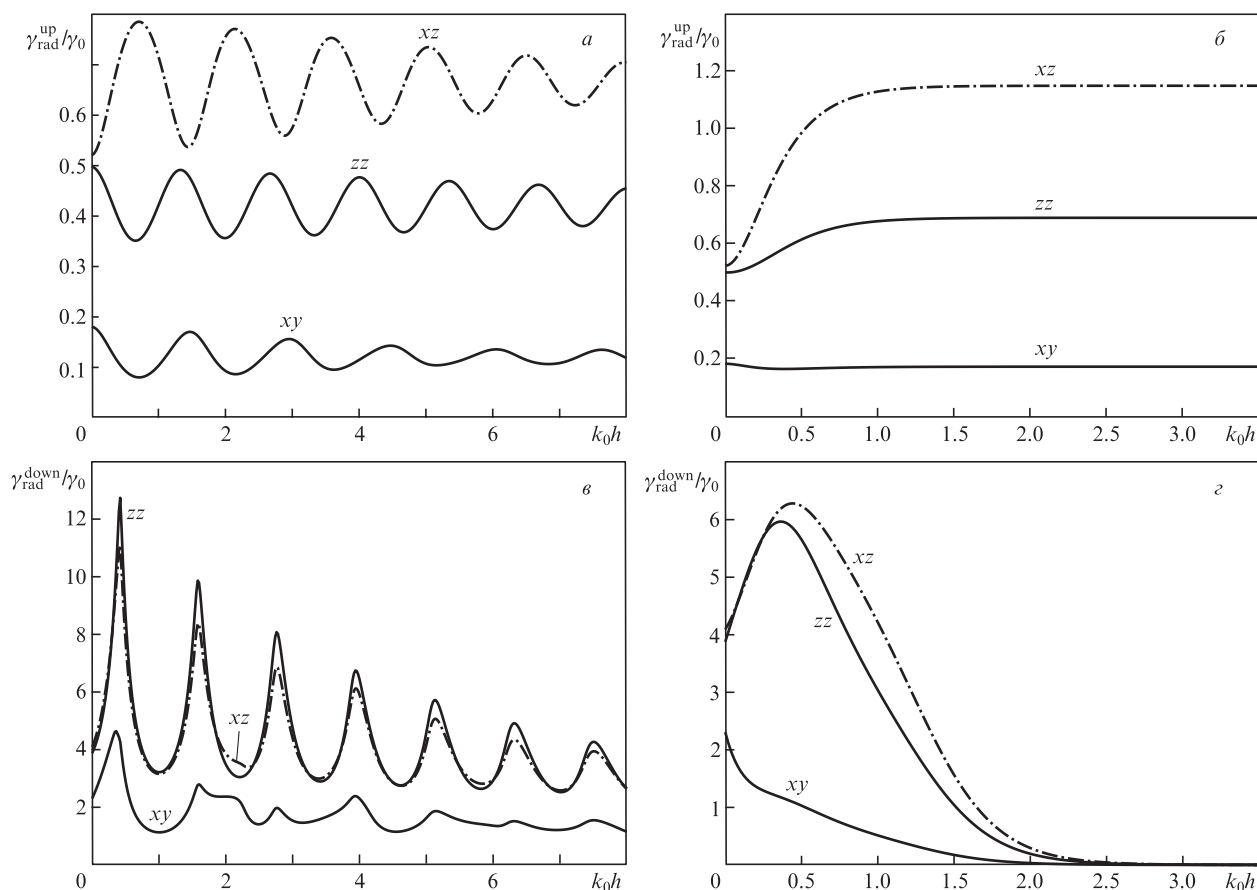 γ_rad^up/γ_0
a
xz
0.6
0.5
zz
0.4
0.3
0.2
xy
0.1
0 2 4 6 k_0h
γ_rad^up/γ_0
б
1.2
xz
1.0
0.8
zz
0.6
0.4
xy
0.2
0 0.5 1.0 1.5 2.0 2.5 3.0 k_0h
γ_rad^down/γ_0
в
12
zz
10
8
6
xz
4
2
xy
0 2 4 6 k_0h
γ_rad^down/γ_0
г
6
xz
5
zz
4
3
2
xy
1
0 0.5 1.0 1.5 2.0 2.5 3.0 k_0h